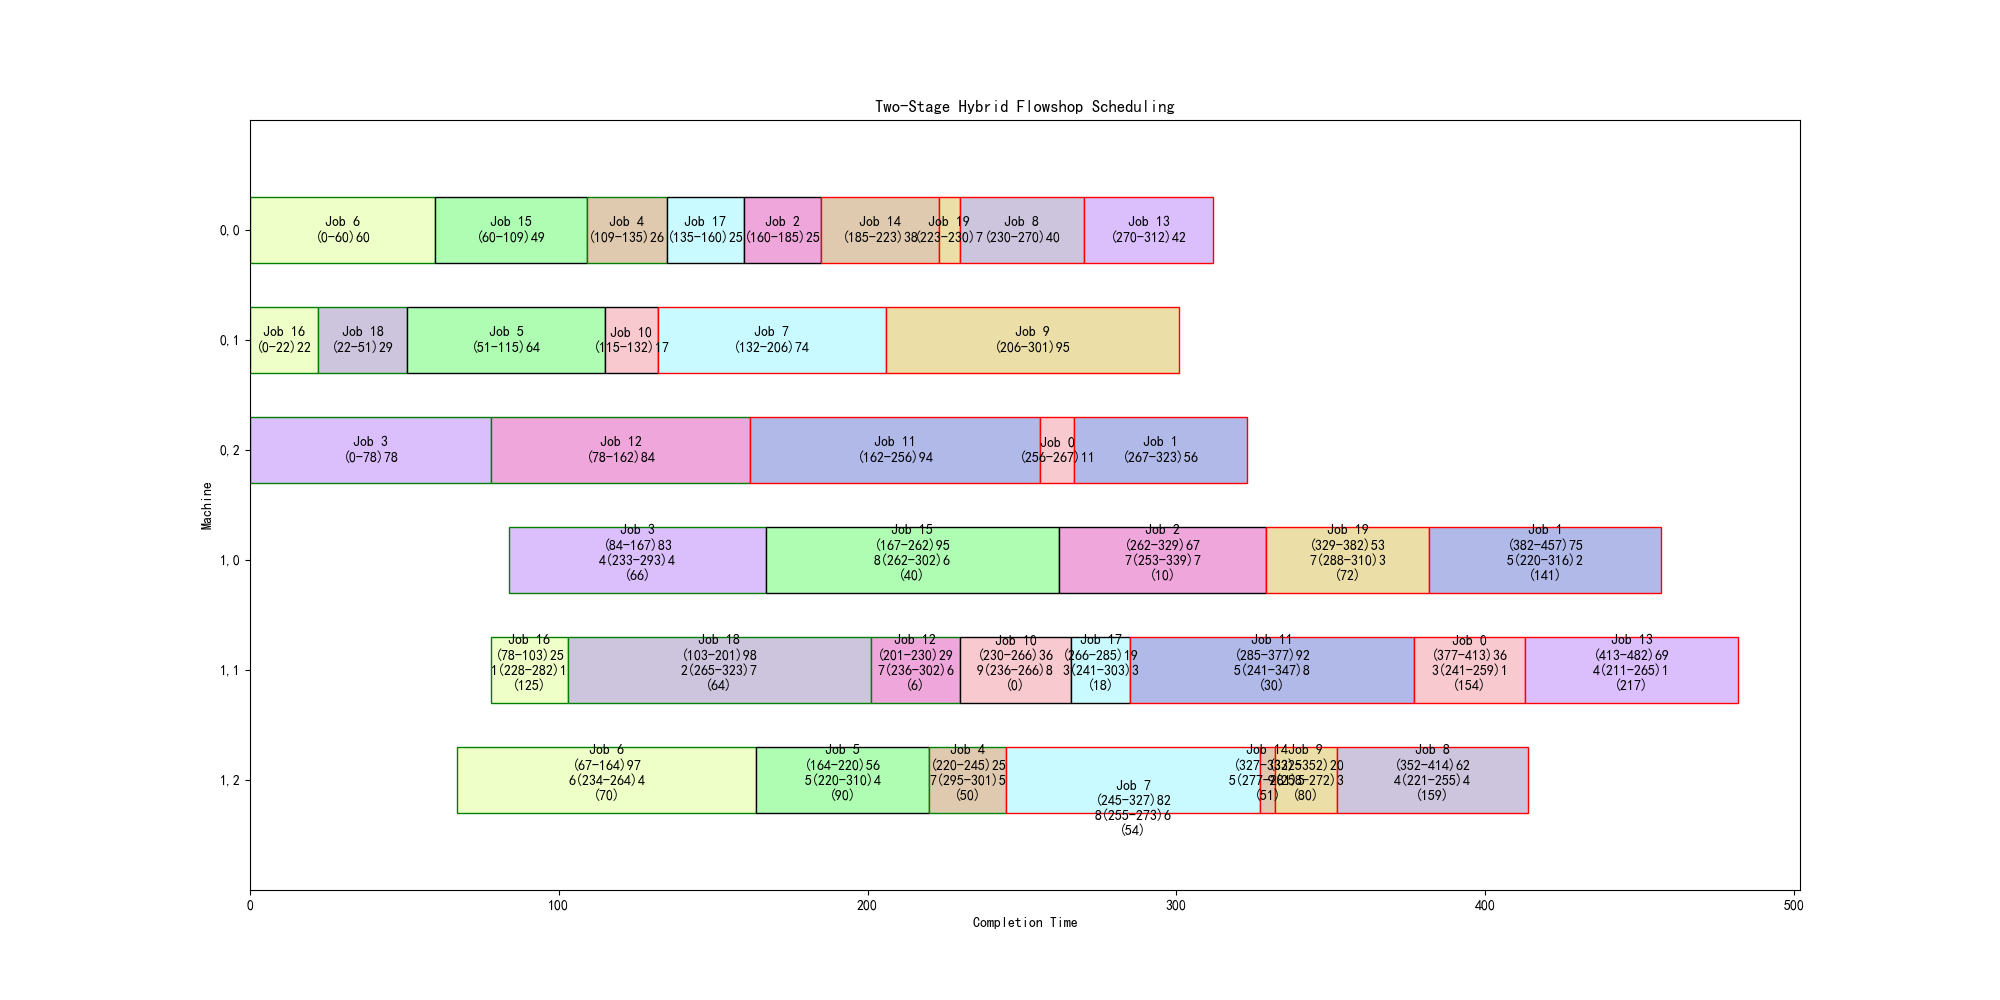 Two-Stage Hybrid Flowshop Scheduling
0,0
Job 6
(0-60)60
Job 15
(60-109)49
Job 4
(109-135)26
Job 17
(135-160)25
Job 2
(160-185)25
Job 14
(185-223)38
Job 19
(223-230)7
Job 8
(230-270)40
Job 13
(270-312)42
0,1
Job 16
(0-22)22
Job 18
(22-51)29
Job 5
(51-115)64
Job 10
(115-132)17
Job 7
(132-206)74
Job 9
(206-301)95
0,2
Job 3
(0-78)78
Job 12
(78-162)84
Job 11
(162-256)94
Job 0
(256-267)11
Job 1
(267-323)56
Machine
1,0
Job 3
(84-167)83
4(233-293)4
(66)
Job 15
(167-262)95
8(262-302)6
(40)
Job 2
(262-329)67
7(253-339)7
(10)
Job 19
(329-382)53
7(288-310)3
(72)
Job 1
(382-457)75
5(220-316)2
(141)
1,1
Job 16
(78-103)25
1(228-282)1
(125)
Job 18
(103-201)98
2(265-323)7
(64)
Job 12
(201-230)29
7(236-302)6
(6)
Job 10
(230-266)36
9(236-266)8
(0)
Job 17
(266-285)19
3(241-303)3
(18)
Job 11
(285-377)92
5(241-347)8
(30)
Job 0
(377-413)36
3(241-259)1
(154)
Job 13
(413-482)69
4(211-265)1
(217)
1,2
Job 6
(67-164)97
6(234-264)4
(70)
Job 5
(164-220)56
5(220-310)4
(90)
Job 4
(220-245)25
7(295-301)5
(50)
Job 7
(245-327)82
8(255-273)6
(54)
Job 14
(51)
Job 9
(80)
Job 8
(352-414)62
4(221-255)4
(159)
0
100
200
300
400
500
Completion Time